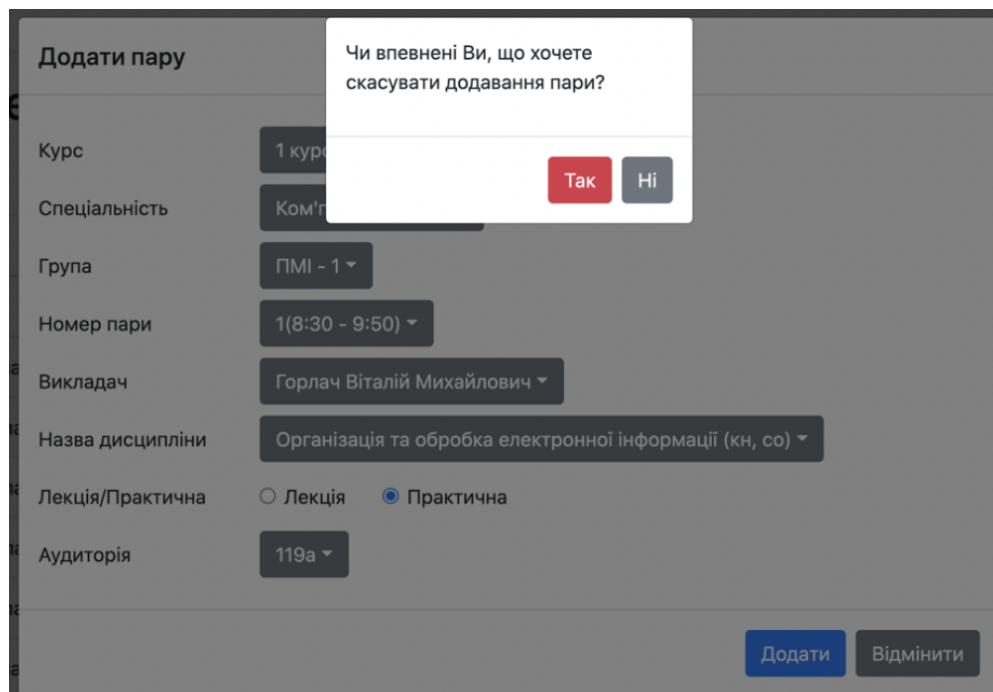 Додати пару
Чи впевнені Ви, що хочете
скасувати додавання пари?
Так Ні
Курс 1
Спеціальність
Група ПМІ - 1
Номер пари 1(8:30 - 9:50)
Викладач Горлач Віталій Михайлович
Назва дисципліни Організація та обробка електронної інформації (кн, со)
Лекція/Практична Лекція Практична
Аудиторія 119а
Додати Відмінити